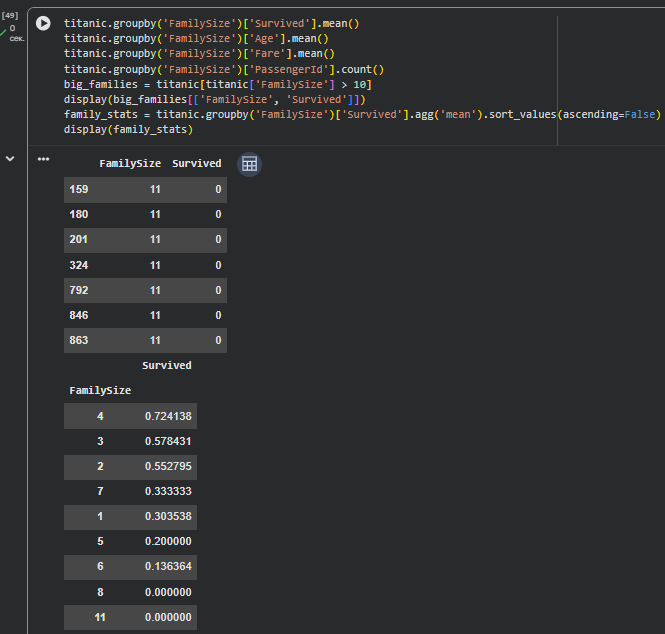 [49]
0
сек.
titanic.groupby('FamilySize')['Survived'].mean()
titanic.groupby('FamilySize')['Age'].mean()
titanic.groupby('FamilySize')['Fare'].mean()
titanic.groupby('FamilySize')['PassengerId'].count()
big_families = titanic[titanic['FamilySize'] > 10]
display(big_families[['FamilySize', 'Survived']])
family_stats = titanic.groupby('FamilySize')['Survived'].agg('mean').sort_values(ascending=False)
display(family_stats)
FamilySize Survived
159 11 0
180 11 0
201 11 0
324 11 0
792 11 0
846 11 0
863 11 0
Survived
FamilySize
4 0.724138
3 0.578431
2 0.552795
7 0.333333
1 0.303538
5 0.200000
6 0.136364
8 0.000000
11 0.000000